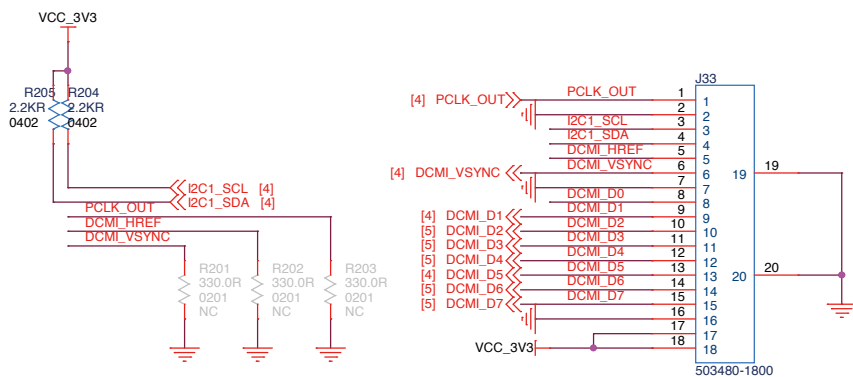 VCC_3V3
R205 R204
2.2KR 2.2KR
0402 0402
I2C1_SCL [4]
I2C1_SDA [4]
PCLK_OUT
DCMI_HREF
DCMI_VSYNC
R201 R202 R203
330.0R 330.0R 330.0R
0201 0201 0201
NC NC NC
J33
[4] PCLK_OUT PCLK_OUT 1 1
2 2
I2C1_SCL 3 3
I2C1_SDA 4 4
DCMI_HREF 5 5
[4] DCMI_VSYNC DCMI_VSYNC 6 6 19 19
7 7
DCMI_D0 8 8
[4] DCMI_D1 DCMI_D1 9 9
[5] DCMI_D2 DCMI_D2 10 10
[5] DCMI_D3 DCMI_D3 11 11
[5] DCMI_D4 DCMI_D4 12 12
[4] DCMI_D5 DCMI_D5 13 13 20 20
[5] DCMI_D6 DCMI_D6 14 14
[5] DCMI_D7 DCMI_D7 15 15
16 16
17 17
VCC_3V3 18 18
503480-1800